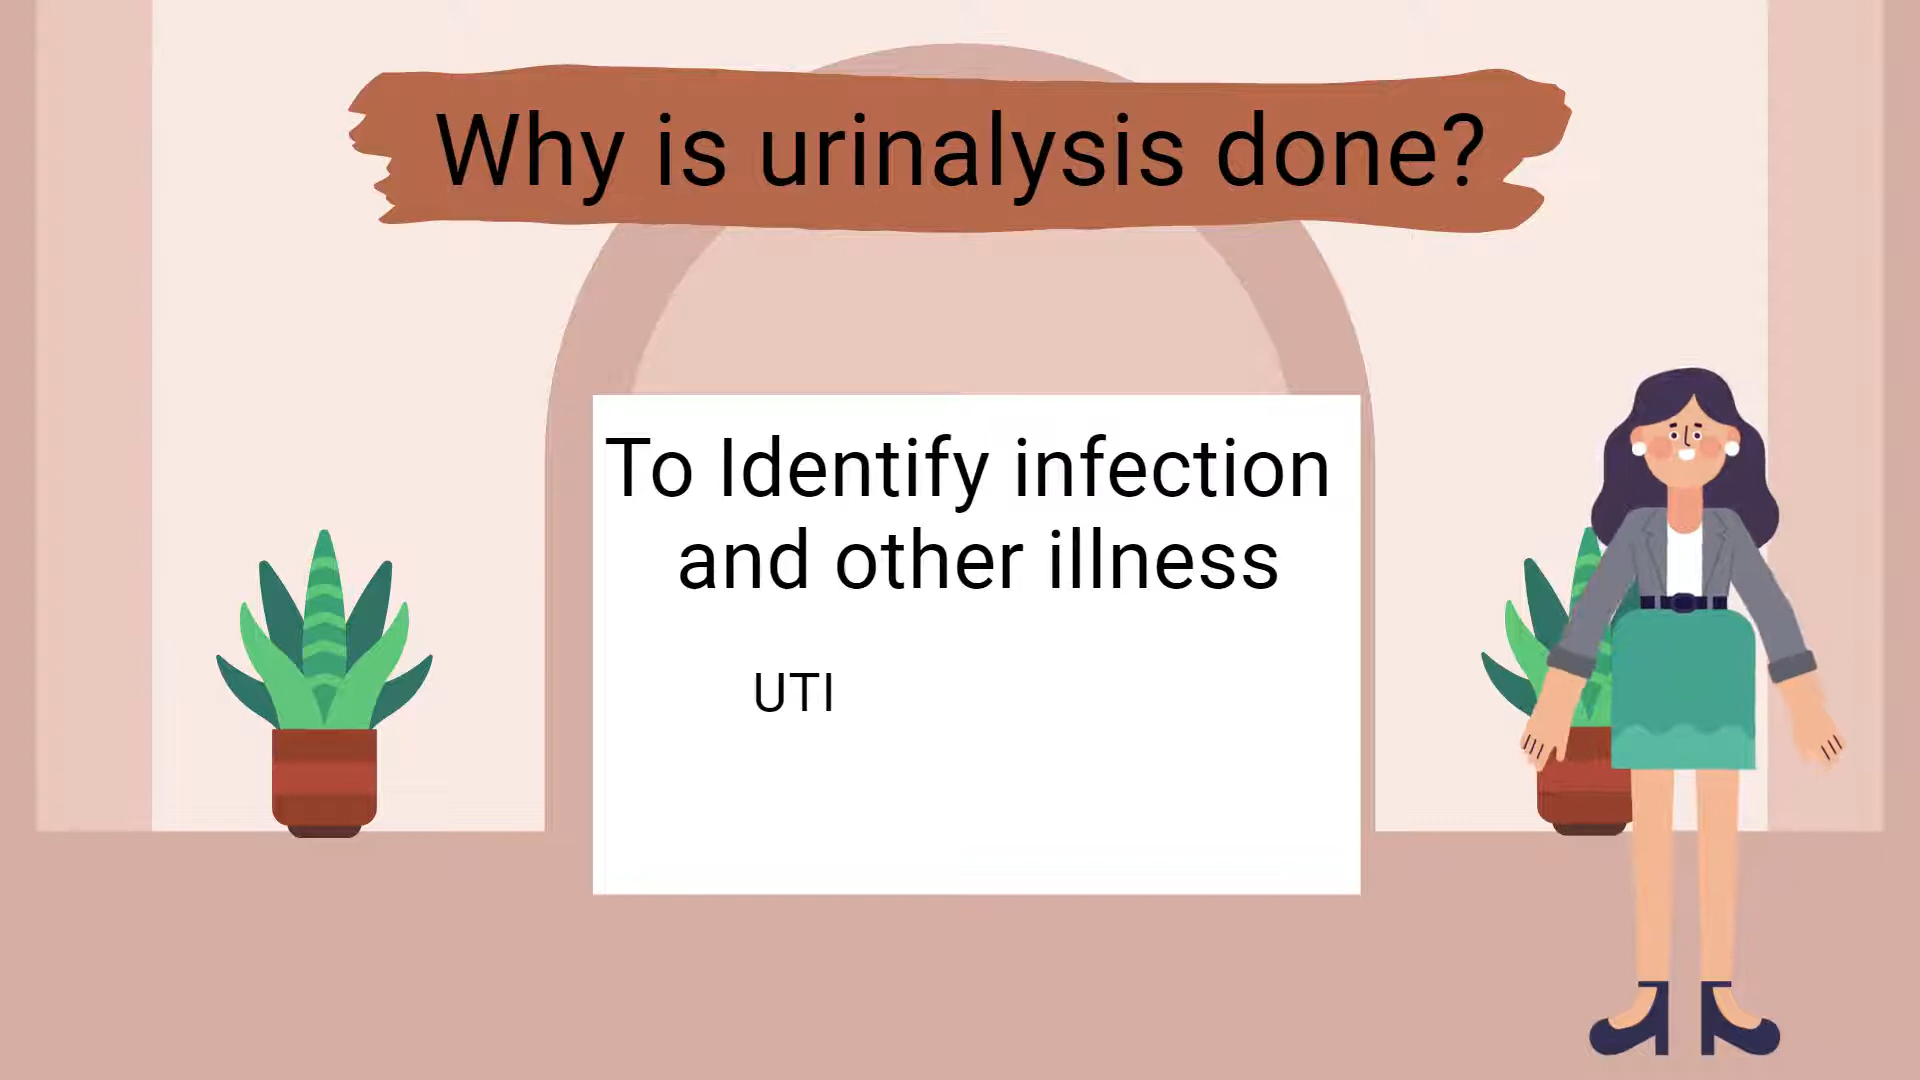 Why is urinalysis done?
To Identify infection
and other illness
UTI